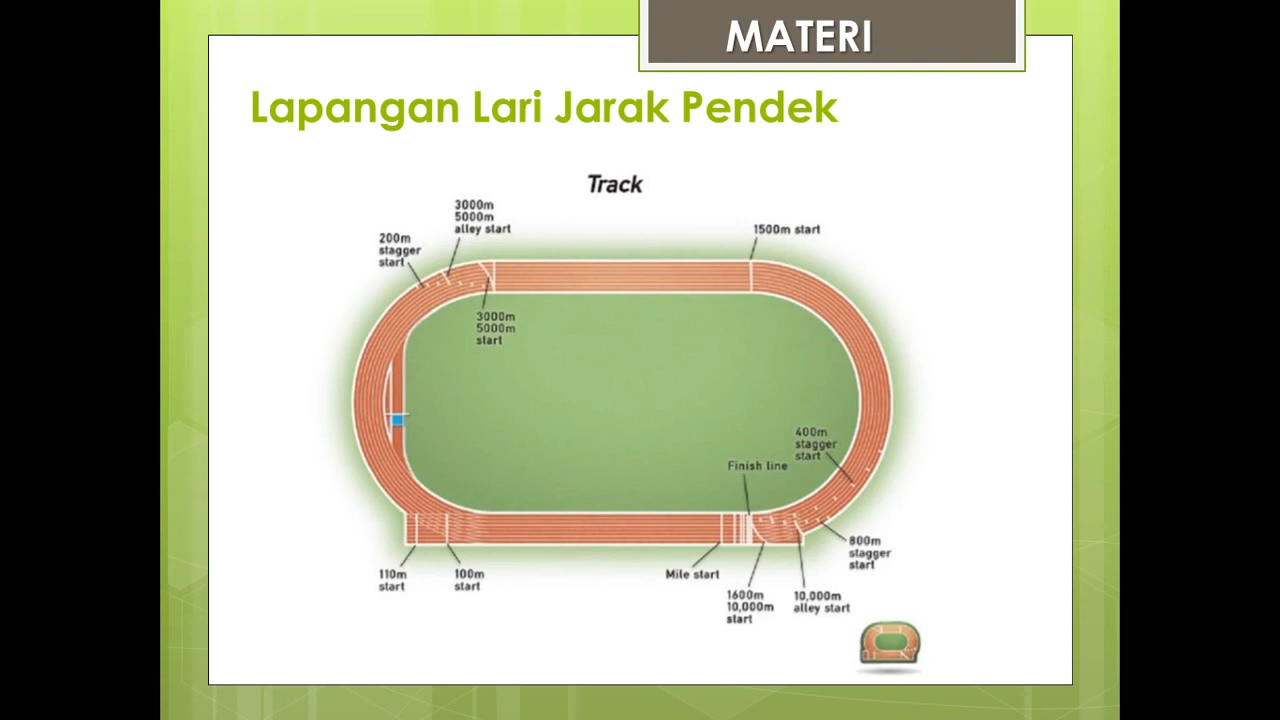 MATERI
Lapangan Lari Jarak Pendek
Track
3000m
5000m
alley start
200m
stagger
start
1500m start
3000m
5000m
start
400m
stagger
start
Finish line
800m
stagger
start
110m
start
100m
start
Mile start
1600m
10,000m
start
10,000m
alley start